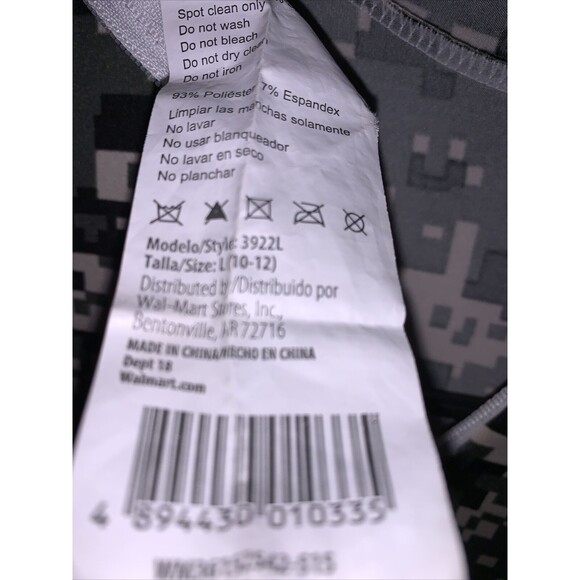 Spot clean only
Do not wash
Do not bleach
Do not dry clean
Do not iron
93% Poliéster 7% Espandex
Limpiar las manchas solamente
No lavar
No usar blanqueador
No lavar en seco
No planchar
Modelo/Style: 3922L
Talla/Size: L(10-12)
Distributed by/Distribuido por
Wal-Mart Stores, Inc.,
Bentonville, AR 72716
MADE IN CHINA/HECHO EN CHINA
Dept 18
Walmart.com
4 894430 010335